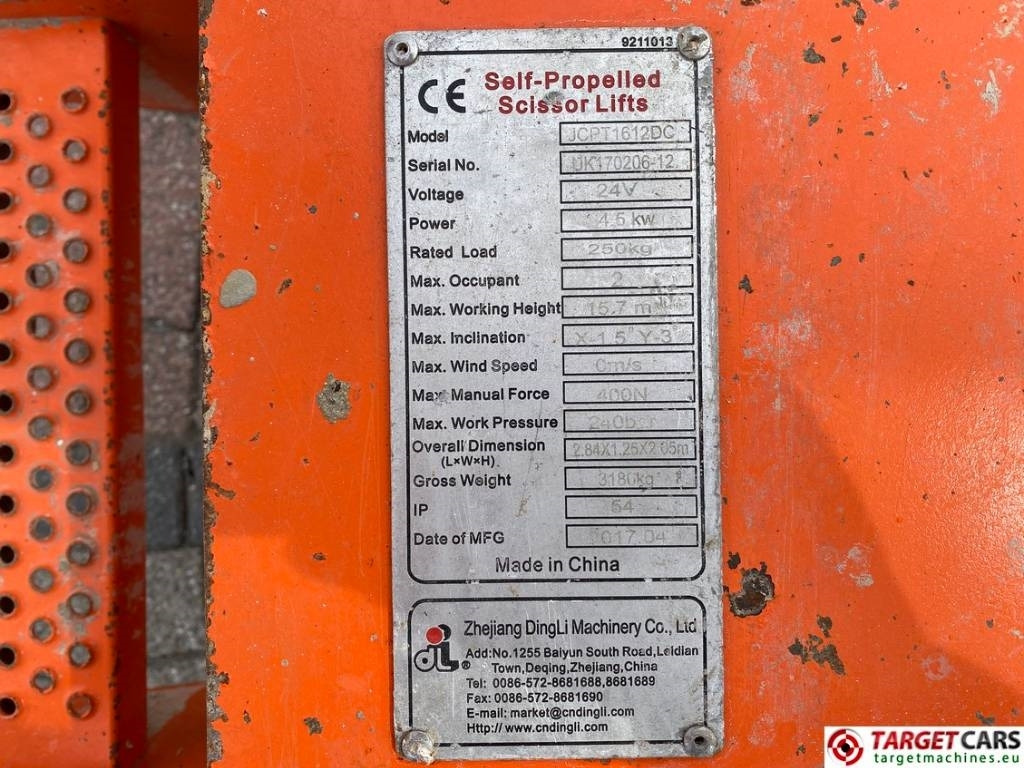 9211013
CE Self-Propelled
Scissor Lifts
Model JCPT1612DC
Serial No. UK170206-12
Voltage 24V
Power 4.5 kw
Rated Load 250kg
Max. Occupant 2
Max. Working Height 15.7 m
Max. Inclination X-1.5° Y-3°
Max. Wind Speed 0m/s
Max. Manual Force 400N
Max. Work Pressure 240bar
Overall Dimension 2.84X1.25X2.05m
(L×W×H)
Gross Weight 3180kg
IP 54
Date of MFG 017.04
Made in China
Zhejiang DingLi Machinery Co., Ltd
Add:No.1255 Baiyun South Road,Leidian
Town,Deqing,Zhejiang,China
Tel: 0086-572-8681688,8681689
Fax: 0086-572-8681690
E-mail: market@cndingli.com
Http:// www.cndingli.com
TARGETCARS
targetmachines.eu